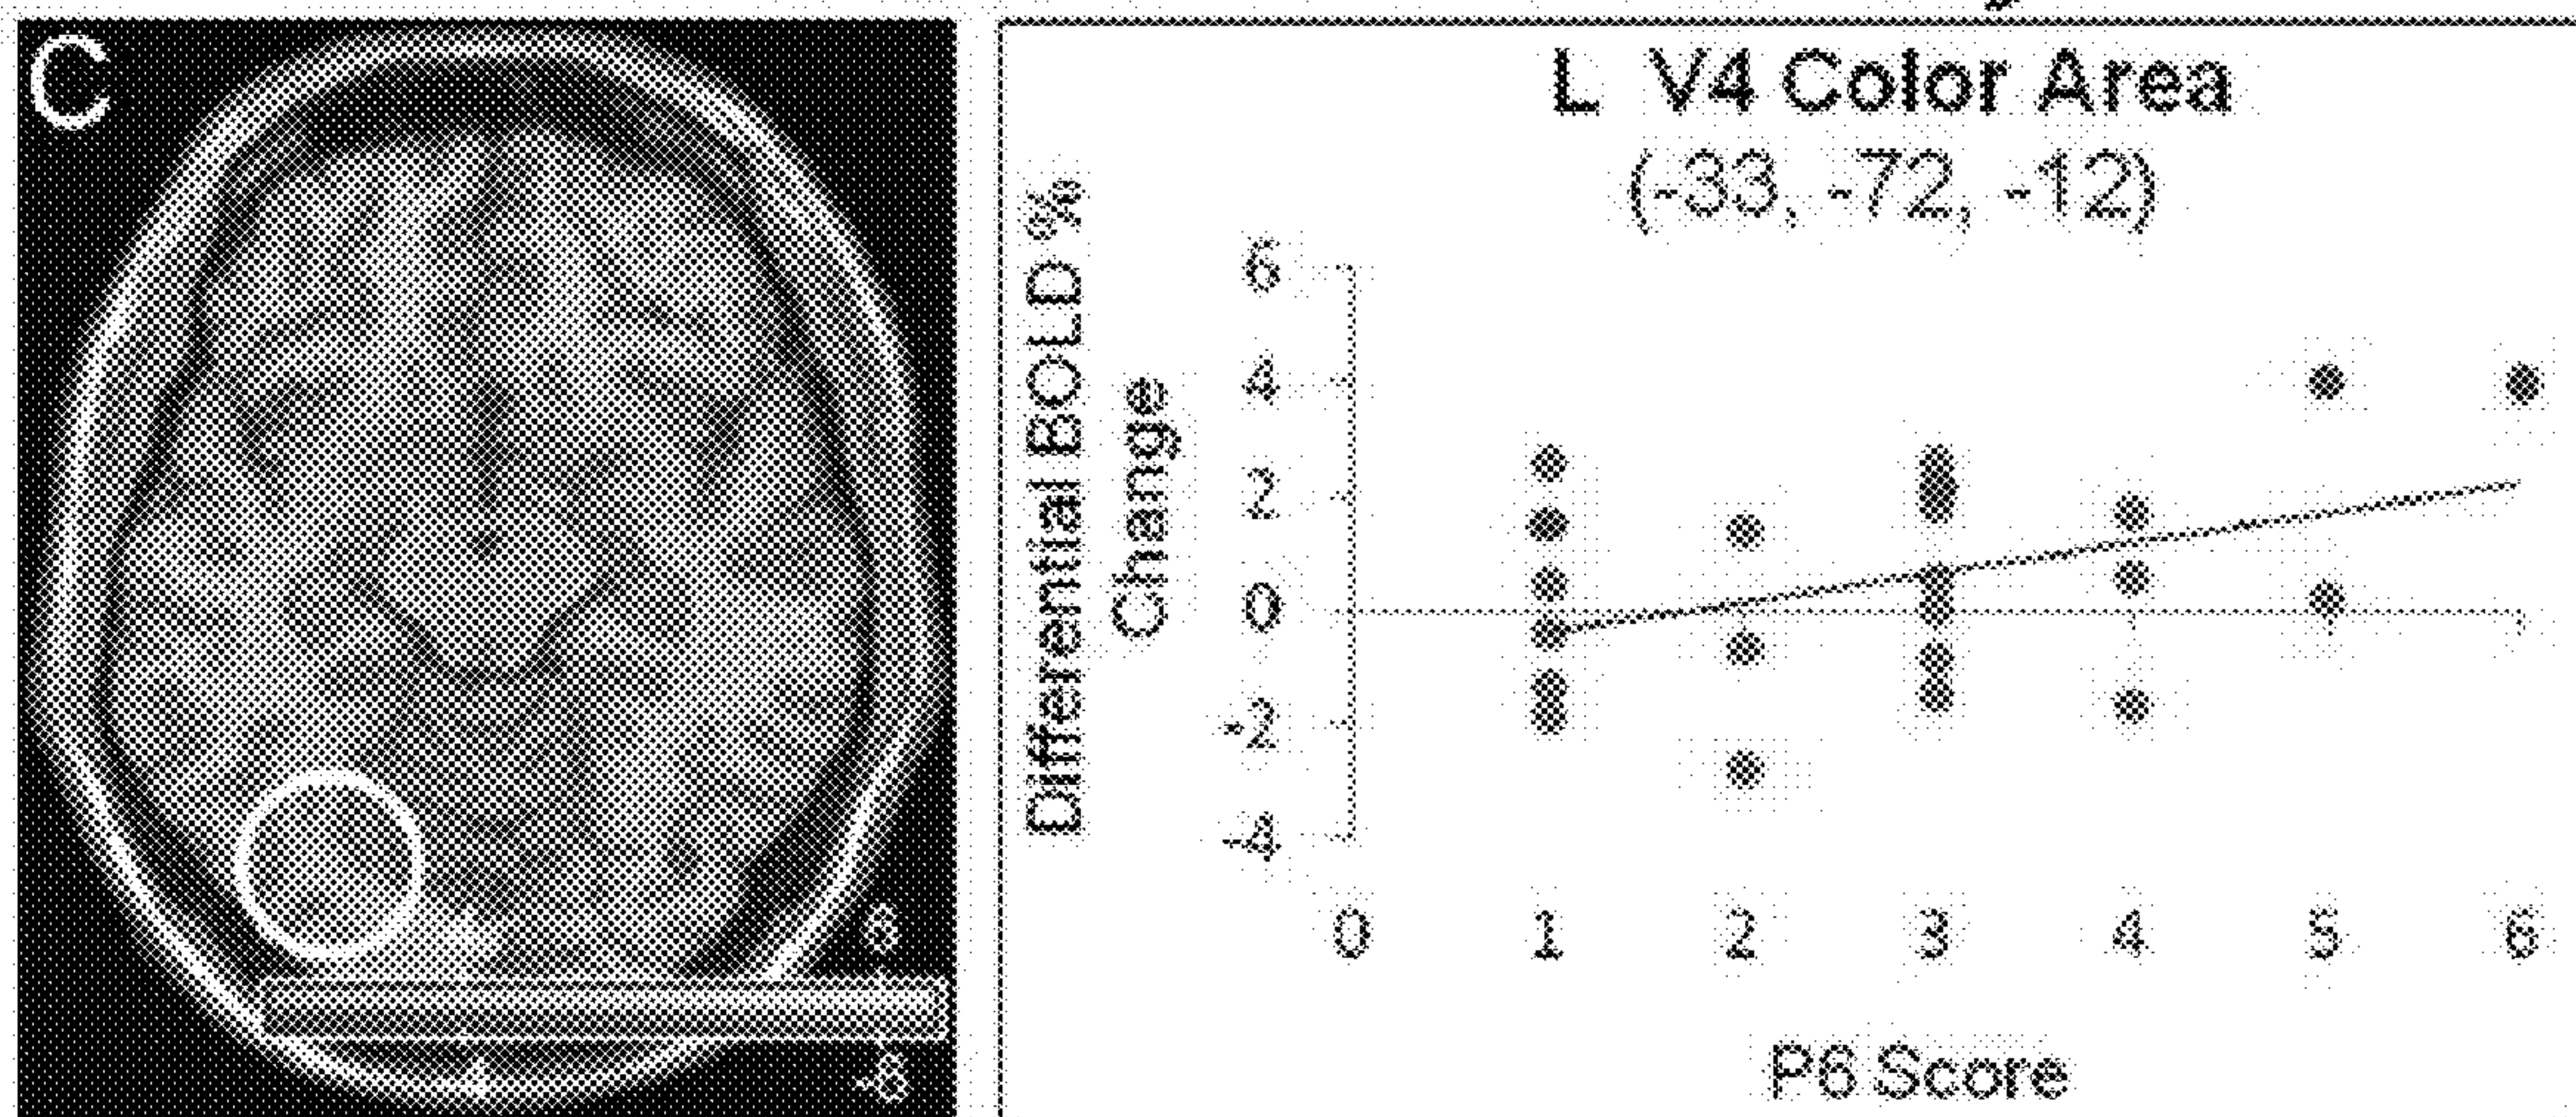 C
L V4 Color Area
(-33, -72, -12)
Differential BOLD %
Change
6
4
2
0
-2
-4
0 1 2 3 4 5 6
P6 Score
8
-8